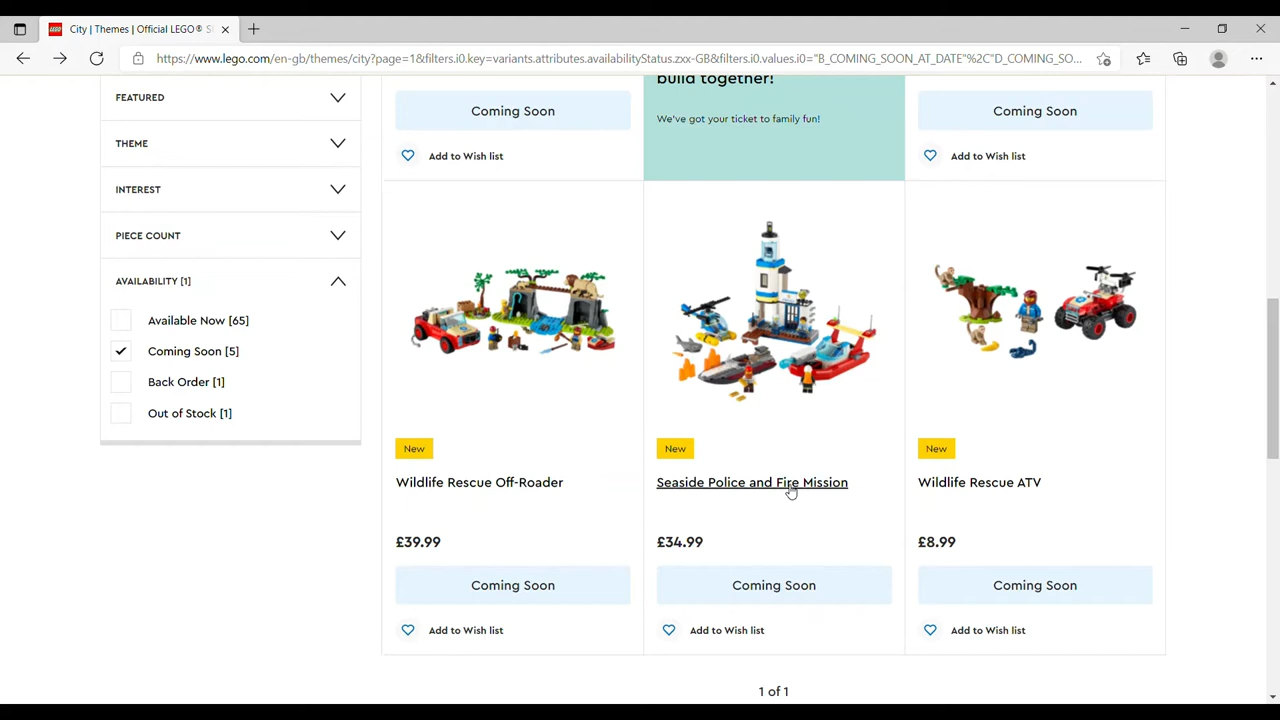 City | Themes | Official LEGO® S
https://www.lego.com/en-gb/themes/city?page=1&filters.i0.key=variants.attributes.availabilityStatus.zxx-GB&filters.i0.values.i0="B_COMING_SOON_AT_DATE"%2C"D_COMING_SO...
FEATURED
THEME
INTEREST
PIECE COUNT
AVAILABILITY [1]
Available Now [65]
Coming Soon [5]
Back Order [1]
Out of Stock [1]
Coming Soon
Add to Wish list
build together!
We've got your ticket to family fun!
Coming Soon
Add to Wish list
New
Wildlife Rescue Off-Roader
£39.99
Coming Soon
Add to Wish list
New
Seaside Police and Fire Mission
£34.99
Coming Soon
Add to Wish list
New
Wildlife Rescue ATV
£8.99
Coming Soon
Add to Wish list
1 of 1